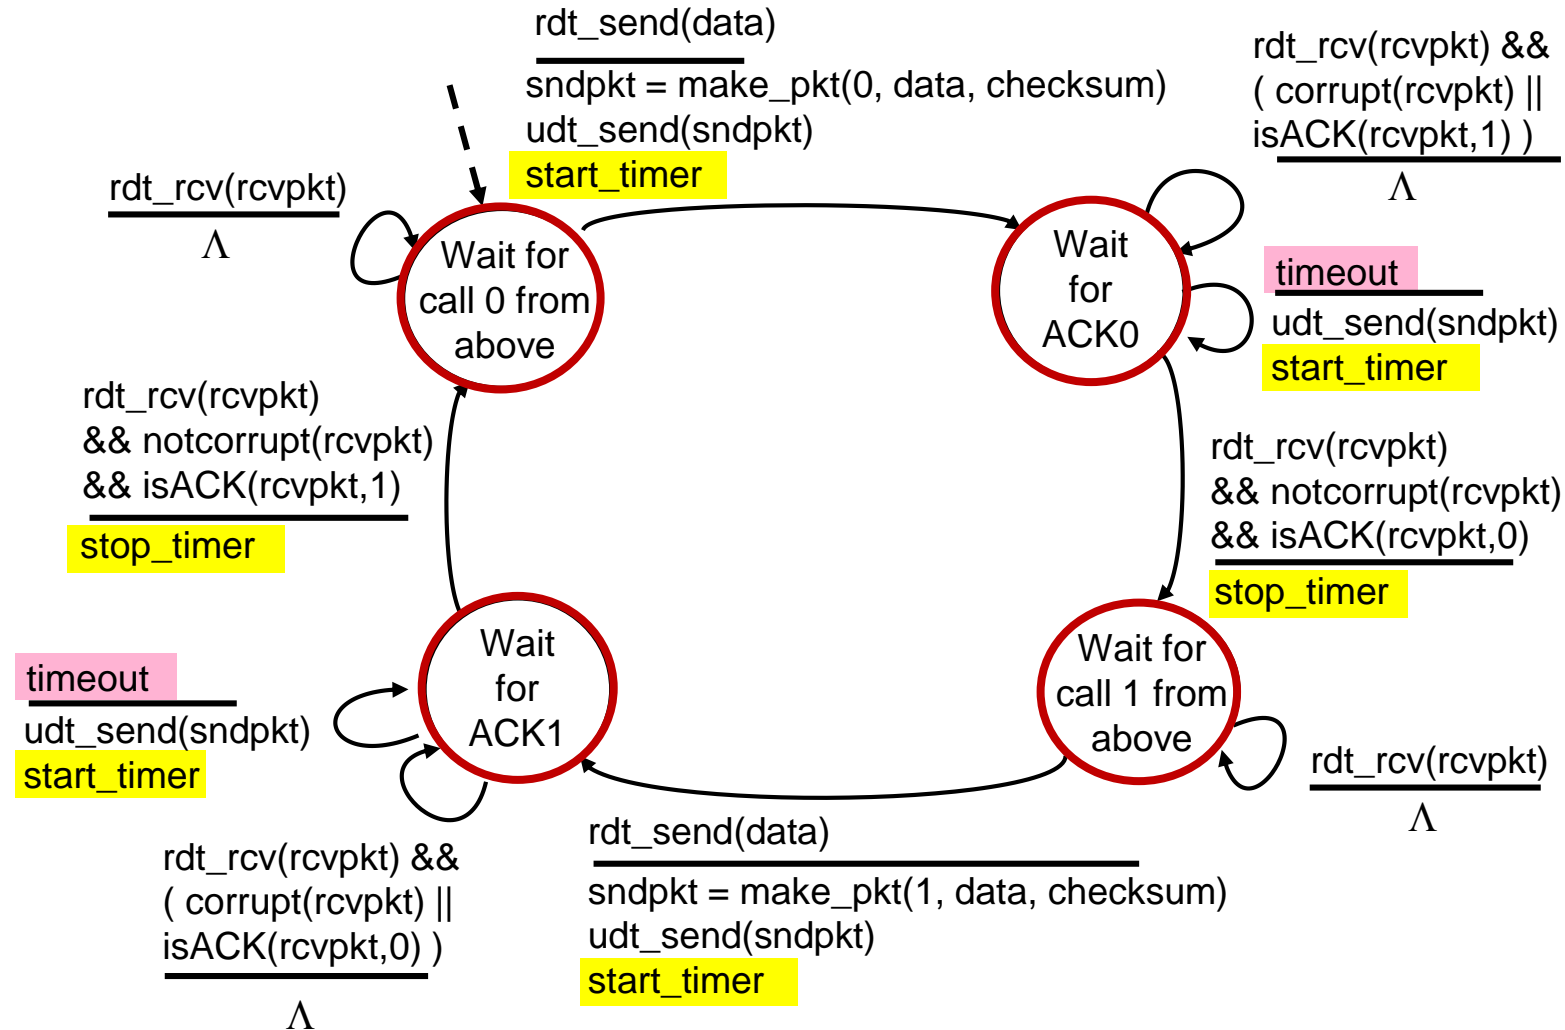 rdt_send(data)
sndpkt = make_pkt(0, data, checksum)
udt_send(sndpkt)
start_timer
rdt_rcv(rcvpkt) &&
( corrupt(rcvpkt) ||
isACK(rcvpkt,1) )
Λ
rdt_rcv(rcvpkt)
Λ
Wait for
call 0 from
above
Wait
for
ACK0
timeout
udt_send(sndpkt)
start_timer
rdt_rcv(rcvpkt)
&& notcorrupt(rcvpkt)
&& isACK(rcvpkt,1)
stop_timer
rdt_rcv(rcvpkt)
&& notcorrupt(rcvpkt)
&& isACK(rcvpkt,0)
stop_timer
Wait
for
ACK1
Wait for
call 1 from
above
timeout
udt_send(sndpkt)
start_timer
rdt_rcv(rcvpkt)
Λ
rdt_rcv(rcvpkt) &&
( corrupt(rcvpkt) ||
isACK(rcvpkt,0) )
Λ
rdt_send(data)
sndpkt = make_pkt(1, data, checksum)
udt_send(sndpkt)
start_timer